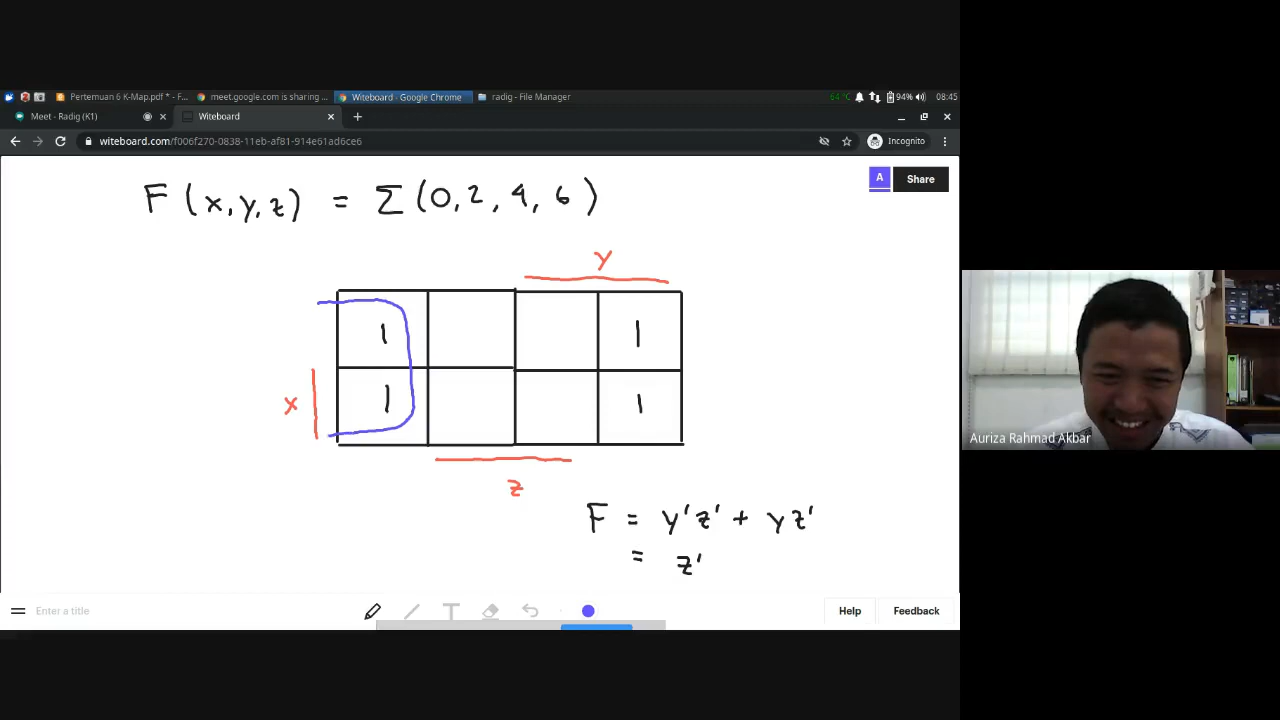 Pertemuan 6 K-Map.pdf * - F...
meet.google.com is sharing ...
Witeboard - Google Chrome
radig - File Manager
64°C
94%
08:45
Meet - Radig (K1)
Witeboard
witeboard.com/f006f270-0838-11eb-af81-914e61ad6ce6
Incognito
A
Share
F (x, y, z) = Σ (0, 2, 4, 6)
y
1 1
x 1 1
z
F = y'z' + yz'
= z'
Enter a title
T
Help
Feedback
Auriza Rahmad Akbar